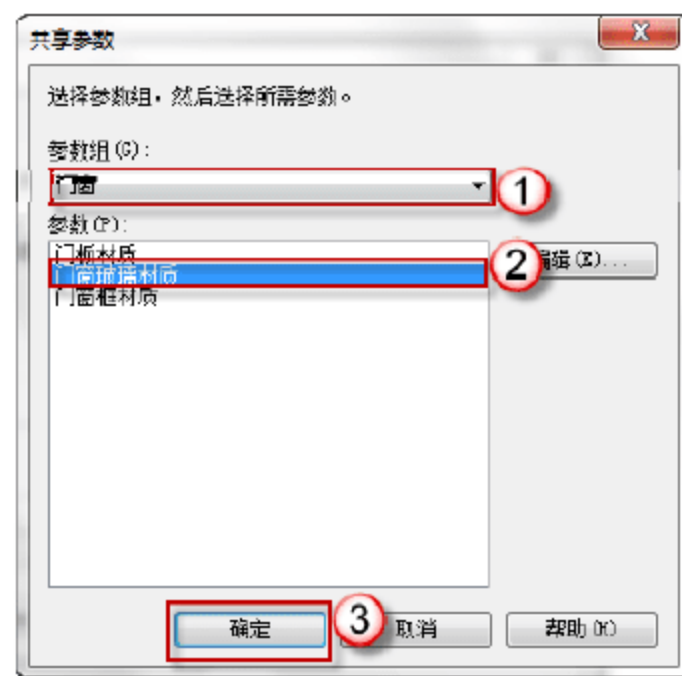 共享参数
X
选择参数组，然后选择所需参数。
参数组(G):
门窗
1
参数(P):
门板材质
2
编辑(E)...
门窗玻璃材质
门窗框材质
确定
3
取消
帮助(H)